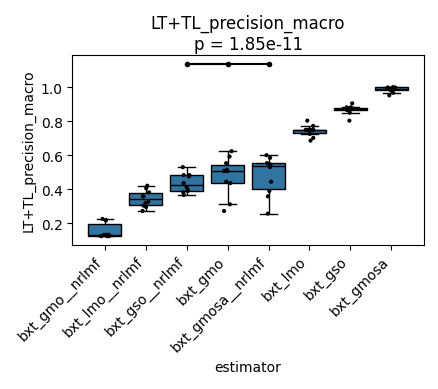 LT+TL_precision_macro
p = 1.85e-11
LT+TL_precision_macro
1.0
0.8
0.6
0.4
0.2
bxt_gmo__nrlmf
bxt_lmo__nrlmf
bxt_gso__nrlmf
bxt_gmo
bxt_gmosa__nrlmf
bxt_lmo
bxt_gso
bxt_gmosa
estimator